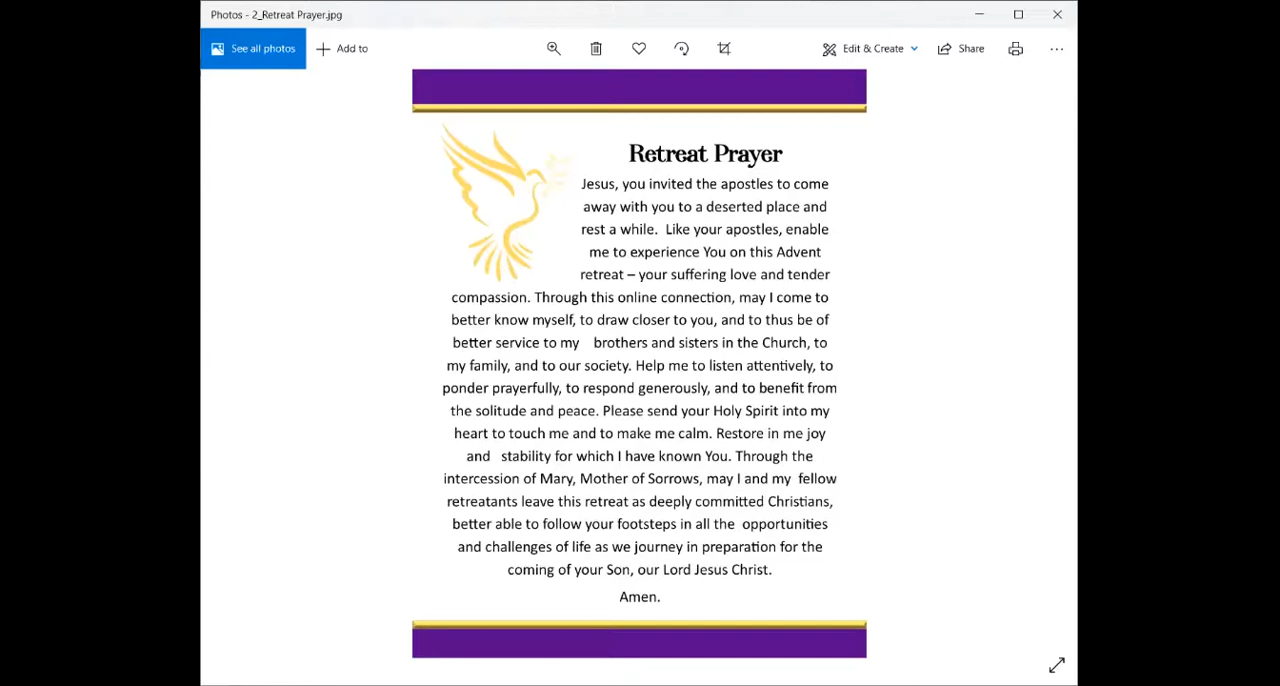 Photos - 2_Retreat Prayer.jpg
See all photos
Add to
Edit & Create
Share
Retreat Prayer
Jesus, you invited the apostles to come
away with you to a deserted place and
rest a while. Like your apostles, enable
me to experience You on this Advent
retreat – your suffering love and tender
compassion. Through this online connection, may I come to
better know myself, to draw closer to you, and to thus be of
better service to my brothers and sisters in the Church, to
my family, and to our society. Help me to listen attentively, to
ponder prayerfully, to respond generously, and to benefit from
the solitude and peace. Please send your Holy Spirit into my
heart to touch me and to make me calm. Restore in me joy
and stability for which I have known You. Through the
intercession of Mary, Mother of Sorrows, may I and my fellow
retreatants leave this retreat as deeply committed Christians,
better able to follow your footsteps in all the opportunities
and challenges of life as we journey in preparation for the
coming of your Son, our Lord Jesus Christ.
Amen.